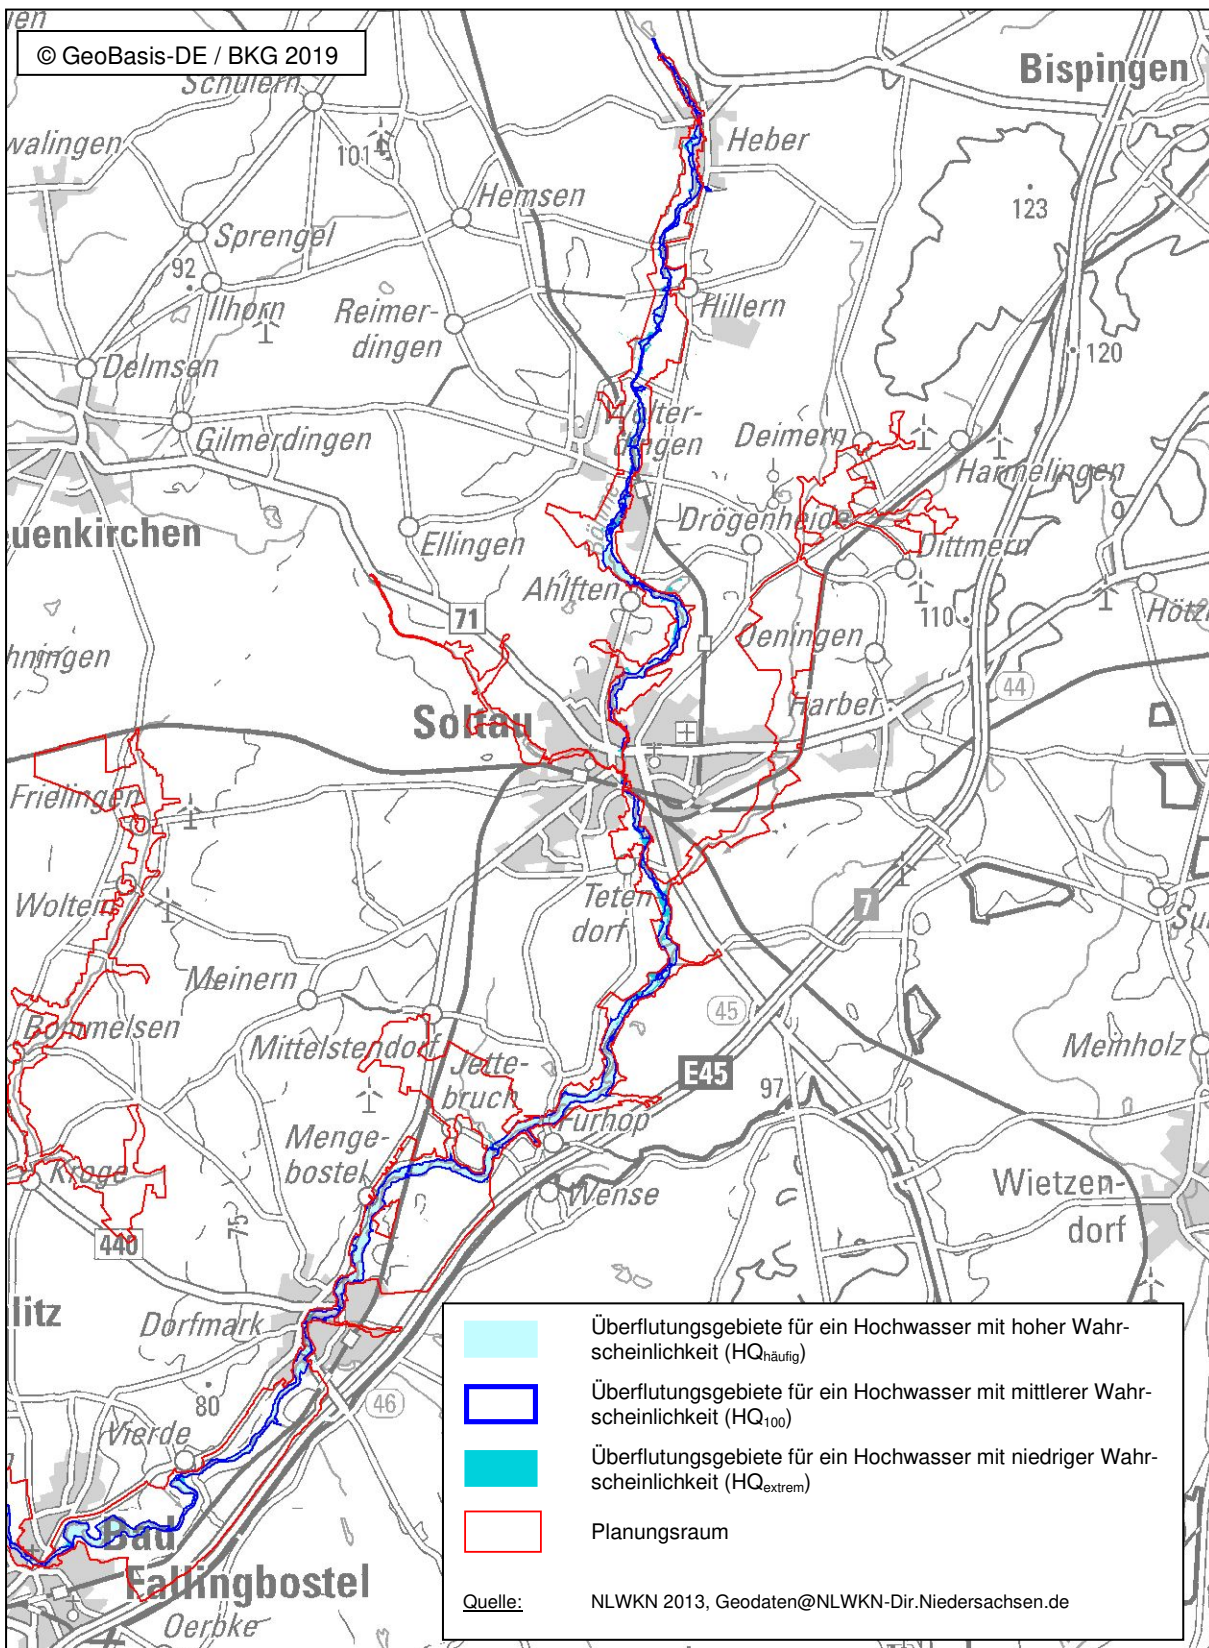 © GeoBasis-DE / BKG 2019
Bispingen
Schülern
walingen
101
Heber
Hemsen
123
Sprengel
92
Ilhorn
Reimer-
dingen
Hillern
120
Delmsen
Wolter-
dingen
Gilmerdingen
Deimern
Harmelingen
Drögenheide
euenkirchen
Ellingen
Dittmern
Ahlften
71
110
Hötz
Oeningen
hningen
44
Harber
Soltau
Frielingen
Wolten
Teten
dorf
7
Meinern
Bommelsen
45
Mittelstendorf
Jette-
bruch
E45
Meinholz
97
Furhop
Menge-
bostel
Kroge
Wense
Wietzen-
dorf
75
440
litz
Dorfmark
80
46
Vierde
Bad
Fallingbostel
Oerbke
Überflutungsgebiete für ein Hochwasser mit hoher Wahr-
scheinlichkeit (HQhäufig)
Überflutungsgebiete für ein Hochwasser mit mittlerer Wahr-
scheinlichkeit (HQ100)
Überflutungsgebiete für ein Hochwasser mit niedriger Wahr-
scheinlichkeit (HQextrem)
Planungsraum
Quelle: NLWKN 2013, Geodaten@NLWKN-Dir.Niedersachsen.de